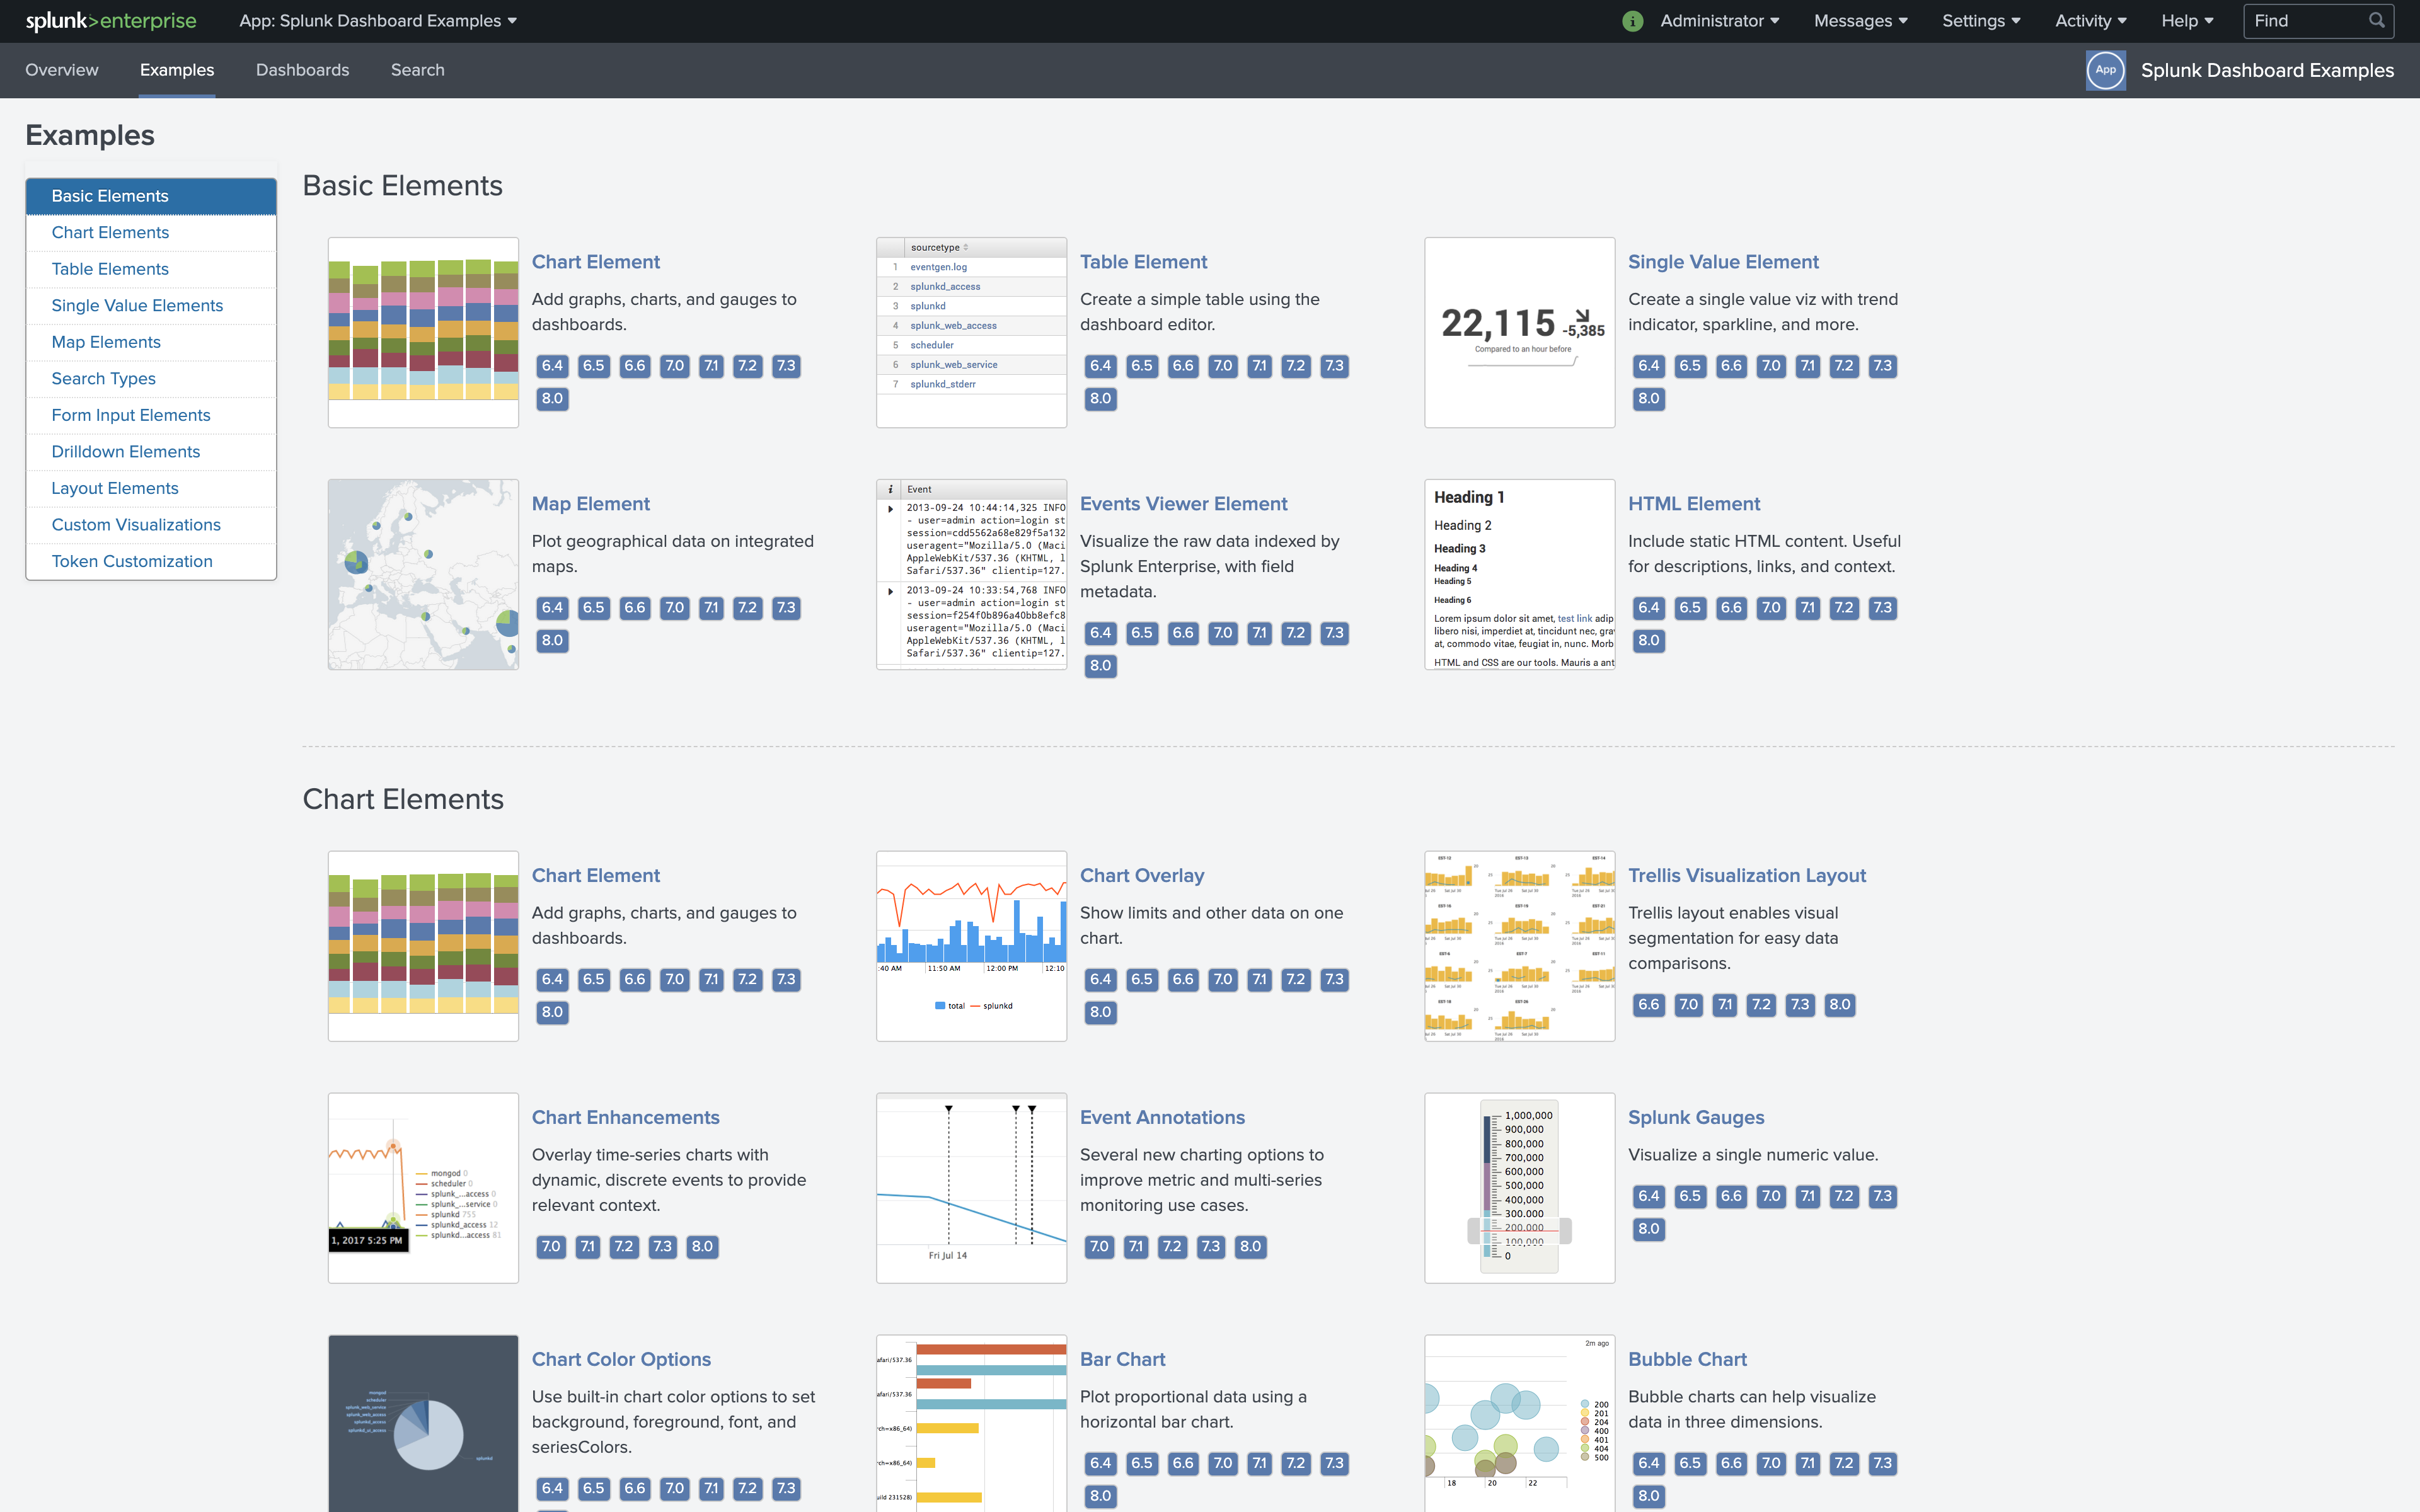 splunk>enterprise App: Splunk Dashboard Examples Administrator Messages Settings Activity Help Find
Overview Examples Dashboards Search App Splunk Dashboard Examples
Examples
Basic Elements
Chart Elements
Table Elements
Single Value Elements
Map Elements
Search Types
Form Input Elements
Drilldown Elements
Layout Elements
Custom Visualizations
Token Customization
Basic Elements
Chart Element
Add graphs, charts, and gauges to
dashboards.
6.4 6.5 6.6 7.0 7.1 7.2 7.3
8.0
sourcetype
1 eventgen.log
2 splunkd_access
3 splunkd
4 splunk_web_access
5 scheduler
6 splunk_web_service
7 splunkd_stderr
Table Element
Create a simple table using the
dashboard editor.
6.4 6.5 6.6 7.0 7.1 7.2 7.3
8.0
22,115 -5,385
Compared to an hour before
Single Value Element
Create a single value viz with trend
indicator, sparkline, and more.
6.4 6.5 6.6 7.0 7.1 7.2 7.3
8.0
Map Element
Plot geographical data on integrated
maps.
6.4 6.5 6.6 7.0 7.1 7.2 7.3
8.0
i Event
2013-09-24 10:44:14,325 INFO
- user=admin action=login st
session=cdd5562a68e829f5a132
useragent="Mozilla/5.0 (Maci
AppleWebKit/537.36 (KHTML, l
Safari/537.36" clientip=127.
2013-09-24 10:33:54,768 INFO
- user=admin action=login st
session=f254f0b896a40bb8efc8
useragent="Mozilla/5.0 (Maci
AppleWebKit/537.36 (KHTML, l
Safari/537.36" clientip=127.
Events Viewer Element
Visualize the raw data indexed by
Splunk Enterprise, with field
metadata.
6.4 6.5 6.6 7.0 7.1 7.2 7.3
8.0
Heading 1
Heading 2
Heading 3
Heading 4
Heading 5
Heading 6
Lorem ipsum dolor sit amet, test link adip
libero nisi, imperdiet at, tincidunt nec, gra
at, commodo vitae, feugiat in, nunc. Morb
HTML and CSS are our tools. Mauris a ant
HTML Element
Include static HTML content. Useful
for descriptions, links, and context.
6.4 6.5 6.6 7.0 7.1 7.2 7.3
8.0
Chart Elements
Chart Element
Add graphs, charts, and gauges to
dashboards.
6.4 6.5 6.6 7.0 7.1 7.2 7.3
8.0
:40 AM 11:50 AM 12:00 PM 12:10
total splunkd
Chart Overlay
Show limits and other data on one
chart.
6.4 6.5 6.6 7.0 7.1 7.2 7.3
8.0
Trellis Visualization Layout
Trellis layout enables visual
segmentation for easy data
comparisons.
6.6 7.0 7.1 7.2 7.3 8.0
mongod 0
scheduler 0
splunk_...access 0
splunk_...service 0
splunkd 755
splunkd_access 12
splunkd...access 81
1, 2017 5:25 PM
Chart Enhancements
Overlay time-series charts with
dynamic, discrete events to provide
relevant context.
7.0 7.1 7.2 7.3 8.0
Fri Jul 14
Event Annotations
Several new charting options to
improve metric and multi-series
monitoring use cases.
7.0 7.1 7.2 7.3 8.0
1,000,000
900,000
800,000
700,000
600,000
500,000
400,000
300,000
200,000
100,000
0
Splunk Gauges
Visualize a single numeric value.
6.4 6.5 6.6 7.0 7.1 7.2 7.3
8.0
mongod
scheduler
splunk_web_service
splunk_web_access
splunkd_access
splunkd_ui_access
splunkd
Chart Color Options
Use built-in chart color options to set
background, foreground, font, and
seriesColors.
6.4 6.5 6.6 7.0 7.1 7.2 7.3
afari/537.36
afari/537.36
rch=x86_64)
rch=x86_64)
uild 231528)
Bar Chart
Plot proportional data using a
horizontal bar chart.
6.4 6.5 6.6 7.0 7.1 7.2 7.3
8.0
2m ago
200
201
204
400
401
404
500
18 20 22
Bubble Chart
Bubble charts can help visualize
data in three dimensions.
6.4 6.5 6.6 7.0 7.1 7.2 7.3
8.0